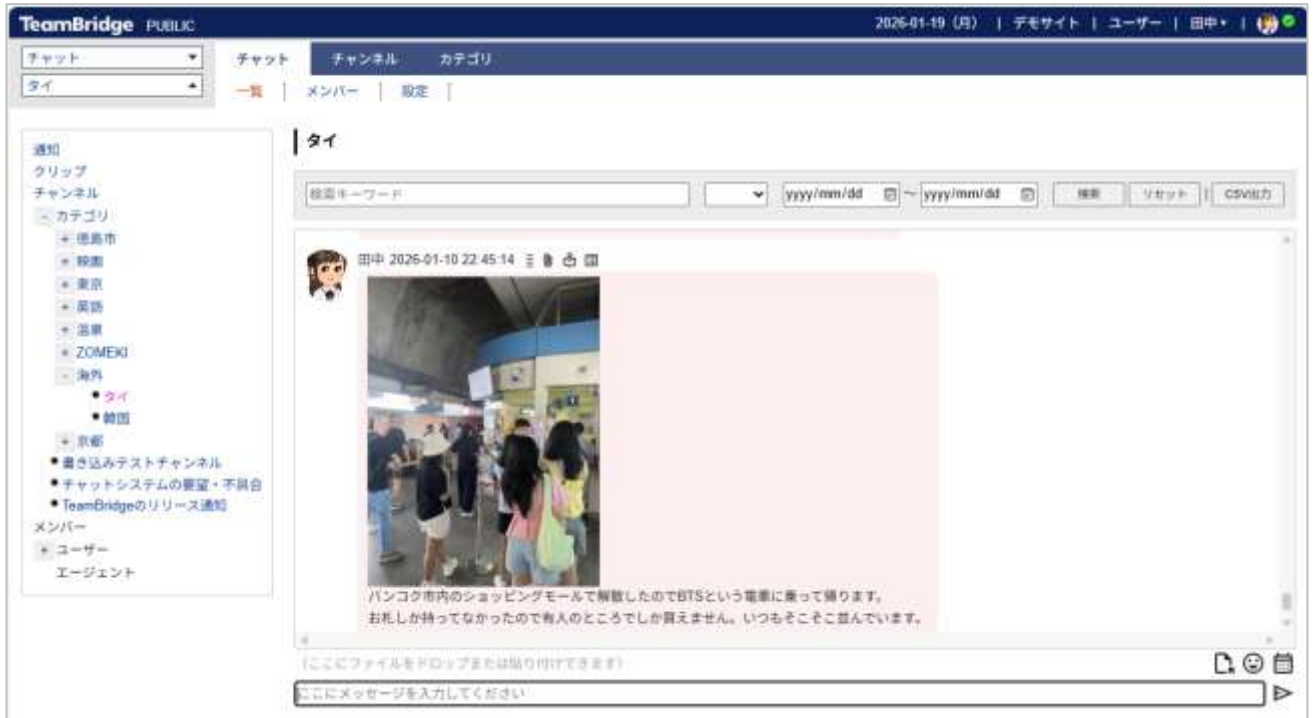 TeamBridge PUBLIC
2026-01-19（月） | デモサイト | ユーザー | 田中 |
チャット
タイ
チャット チャンネル カテゴリ
一覧 | メンバー | 設定 |
通知
クリップ
チャンネル
- カテゴリ
+ 徳島市
+ 映画
+ 東京
+ 英語
+ 温泉
+ ZOMEKI
- 海外
タイ
韓国
+ 京都
書き込みテストチャンネル
チャットシステムの要望・不具合
TeamBridgeのリリース通知
メンバー
+ ユーザー
エージェント
タイ
検索キーワード yyyy/mm/dd ～ yyyy/mm/dd 検索 リセット | CSV出力
田中 2026-01-10 22:45:14
バンコク市内のショッピングモールで解散したのでBTSという電車に乗って帰ります。
お札しか持ってなかったので有人のところでしか買えません。いつもそこそこ並んでいます。
（ここにファイルをドロップまたは貼り付けできます）
ここにメッセージを入力してください